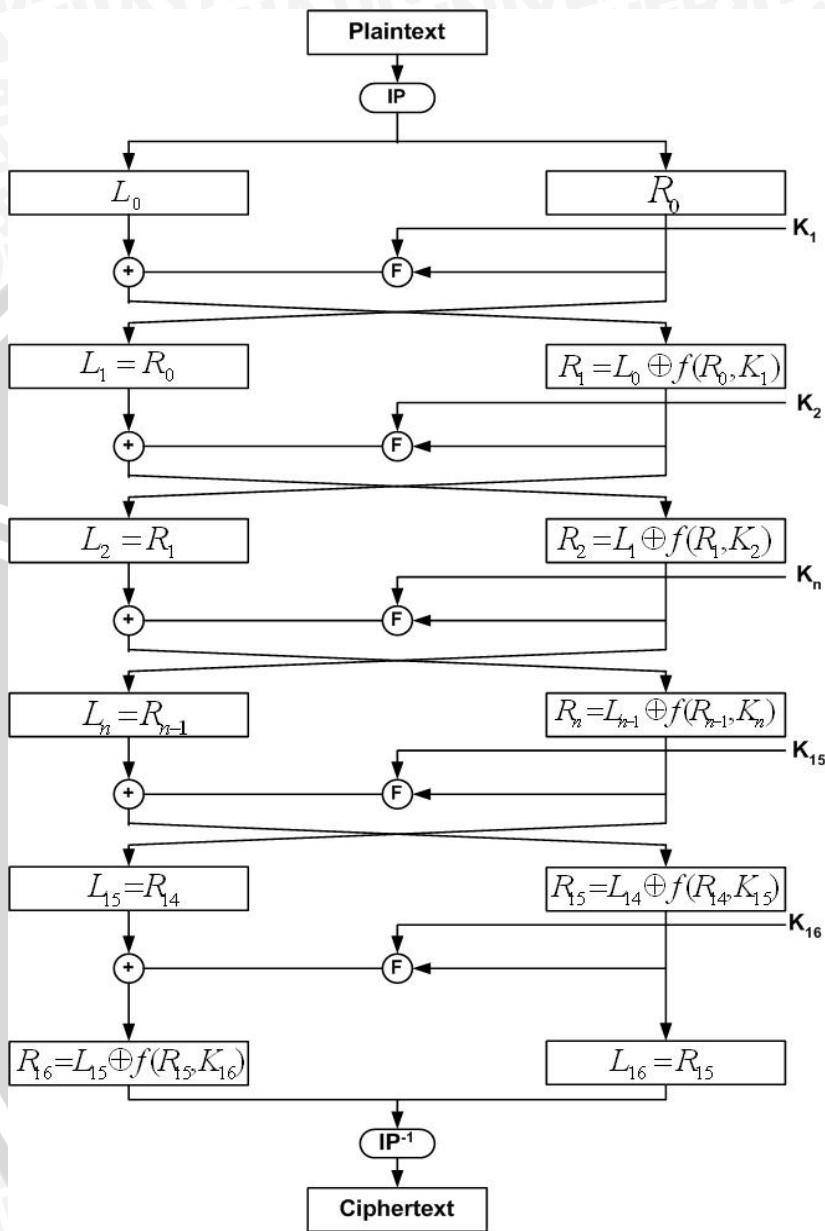 Plaintext
IP
L₀
R₀
K₁
+
F
L₁ = R₀
R₁=L₀⊕f(R₀,K₁)
K₂
+
F
L₂ = R₁
R₂=L₁⊕f(R₁,K₂)
Kₙ
+
F
Lₙ=Rₙ₋₁
Rₙ=Lₙ₋₁⊕f(Rₙ₋₁,Kₙ)
K₁₅
+
F
L₁₅=R₁₄
R₁₅=L₁₄⊕f(R₁₄,K₁₅)
K₁₆
+
F
R₁₆=L₁₅⊕f(R₁₅,K₁₆)
L₁₆=R₁₅
IP⁻¹
Ciphertext